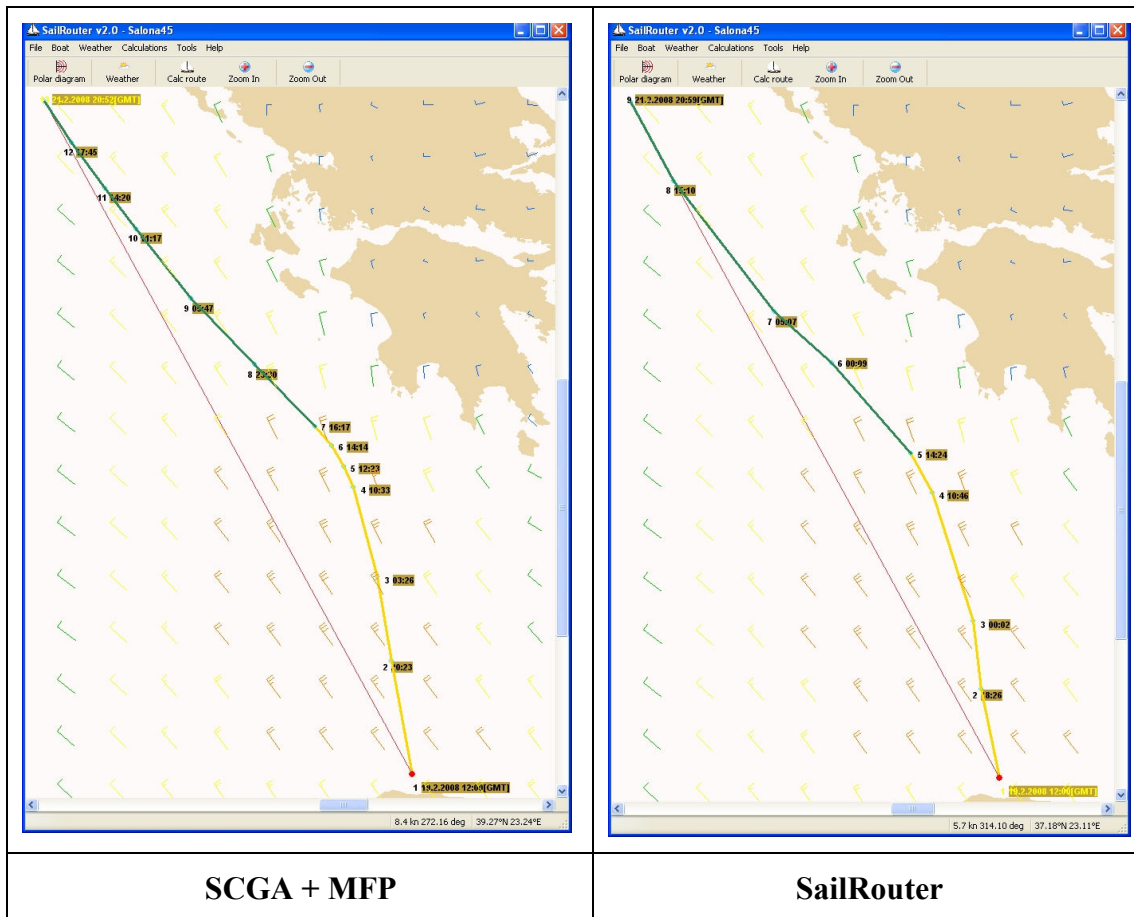 SailRouter v2.0 - Salona45
File Boat Weather Calculations Tools Help
Polar diagram Weather Calc route Zoom In Zoom Out
21.2.2008 20:52[GMT]
12
11
10
9
8
7 16:17
6 14:14
5 12:23
4 10:33
3 03:26
2
1 19.2.2008 12:00[GMT]
8.4 kn 272.16 deg 39.27°N 23.24°E
SCGA + MFP
SailRouter v2.0 - Salona45
File Boat Weather Calculations Tools Help
Polar diagram Weather Calc route Zoom In Zoom Out
9 21.2.2008 20:59[GMT]
8
7
6
5 14:24
4 10:46
3 00:02
2
19.2.2008 12:00[GMT]
5.7 kn 314.10 deg 37.18°N 23.11°E
SailRouter